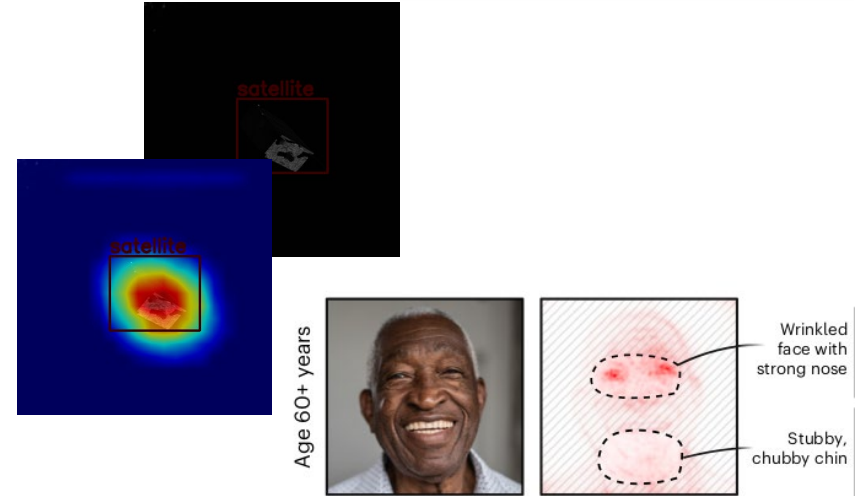 satellite
satellite
Age 60+ years
Wrinkled
face with
strong nose
Stubby,
chubby chin